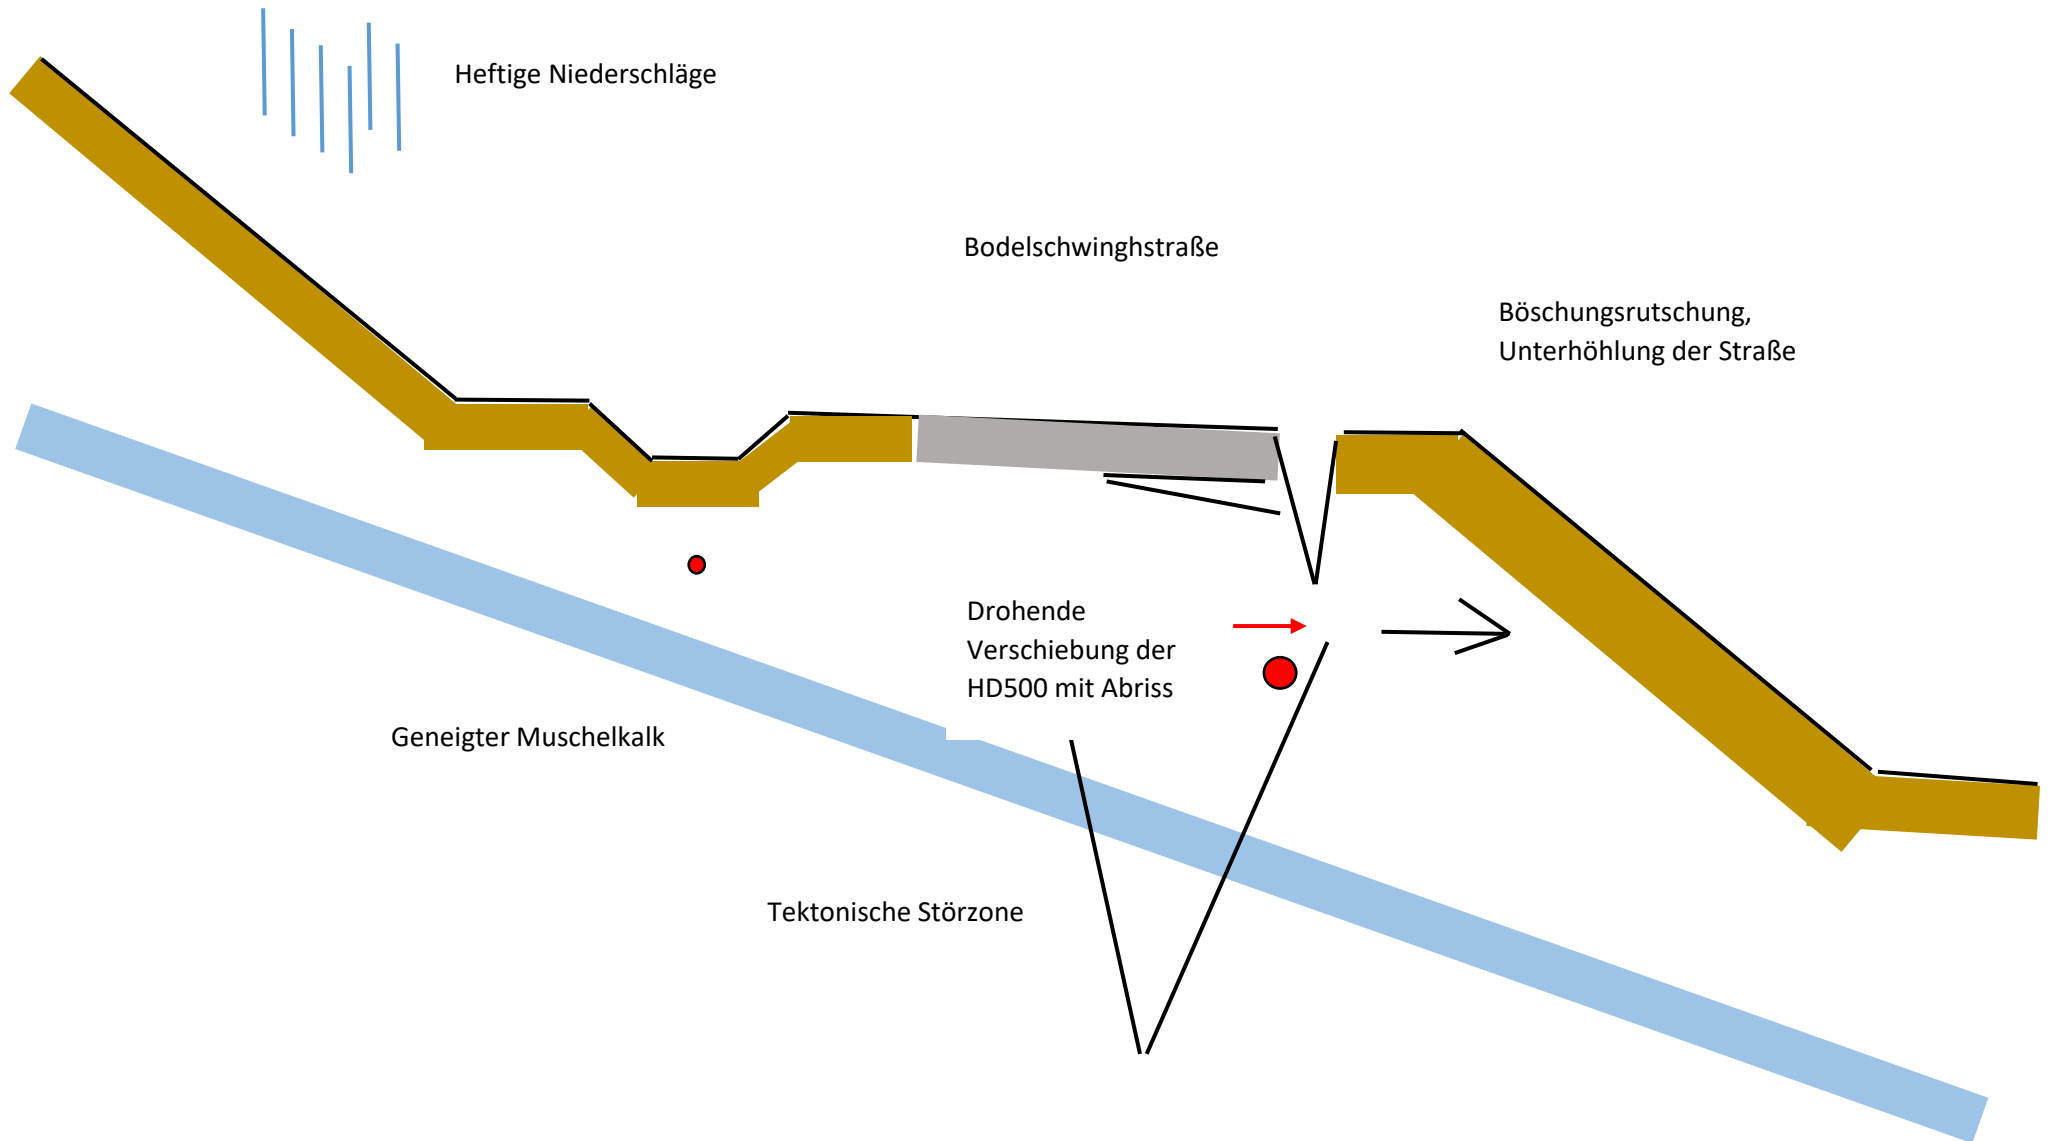 Heftige Niederschläge
Bodelschwinghstraße
Böschungsrutschung,
Unterhöhlung der Straße
Drohende
Verschiebung der
HD500 mit Abriss
Geneigter Muschelkalk
Tektonische Störzone